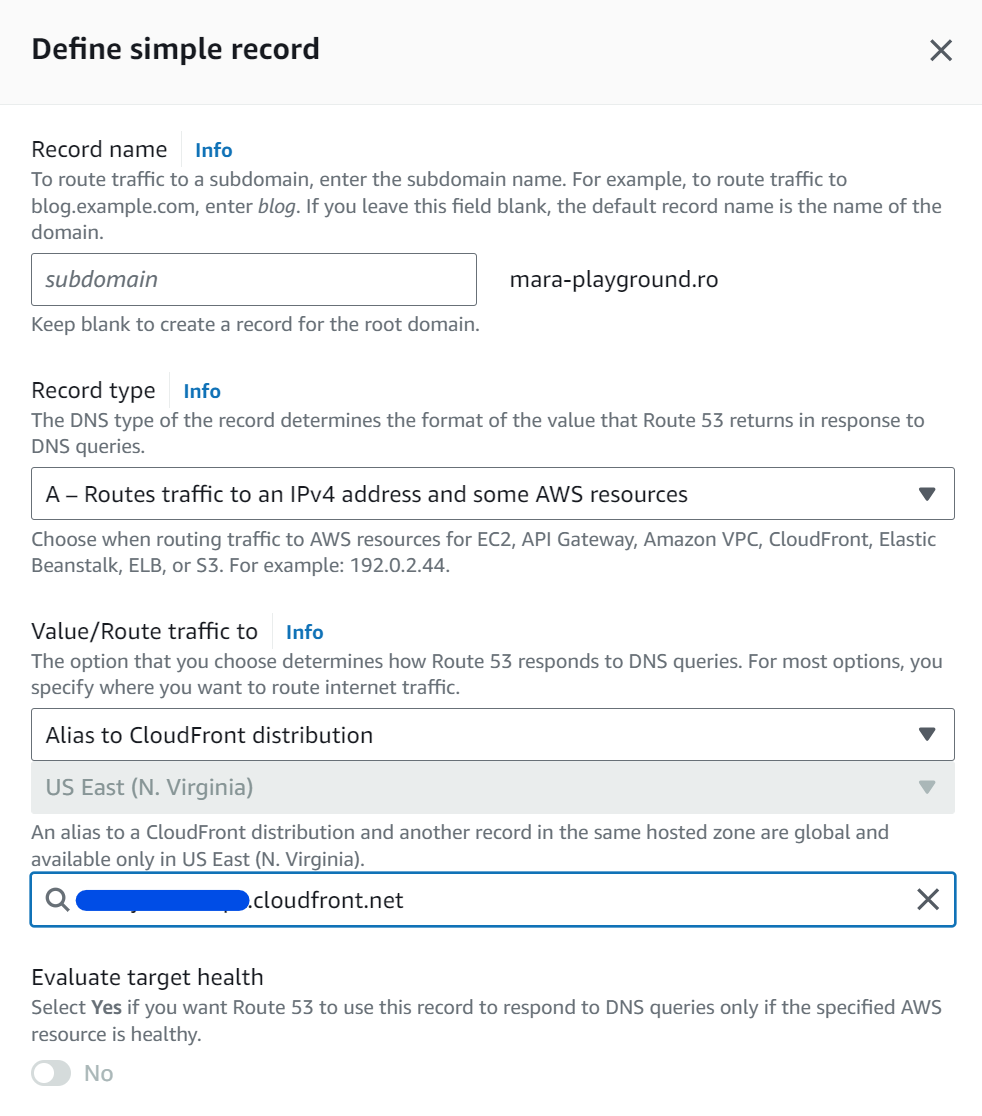 Define simple record
Record name Info
To route traffic to a subdomain, enter the subdomain name. For example, to route traffic to
blog.example.com, enter blog. If you leave this field blank, the default record name is the name of the
domain.
subdomain mara-playground.ro
Keep blank to create a record for the root domain.
Record type Info
The DNS type of the record determines the format of the value that Route 53 returns in response to
DNS queries.
A – Routes traffic to an IPv4 address and some AWS resources
Choose when routing traffic to AWS resources for EC2, API Gateway, Amazon VPC, CloudFront, Elastic
Beanstalk, ELB, or S3. For example: 192.0.2.44.
Value/Route traffic to Info
The option that you choose determines how Route 53 responds to DNS queries. For most options, you
specify where you want to route internet traffic.
Alias to CloudFront distribution
US East (N. Virginia)
An alias to a CloudFront distribution and another record in the same hosted zone are global and
available only in US East (N. Virginia).
.cloudfront.net
Evaluate target health
Select Yes if you want Route 53 to use this record to respond to DNS queries only if the specified AWS
resource is healthy.
No